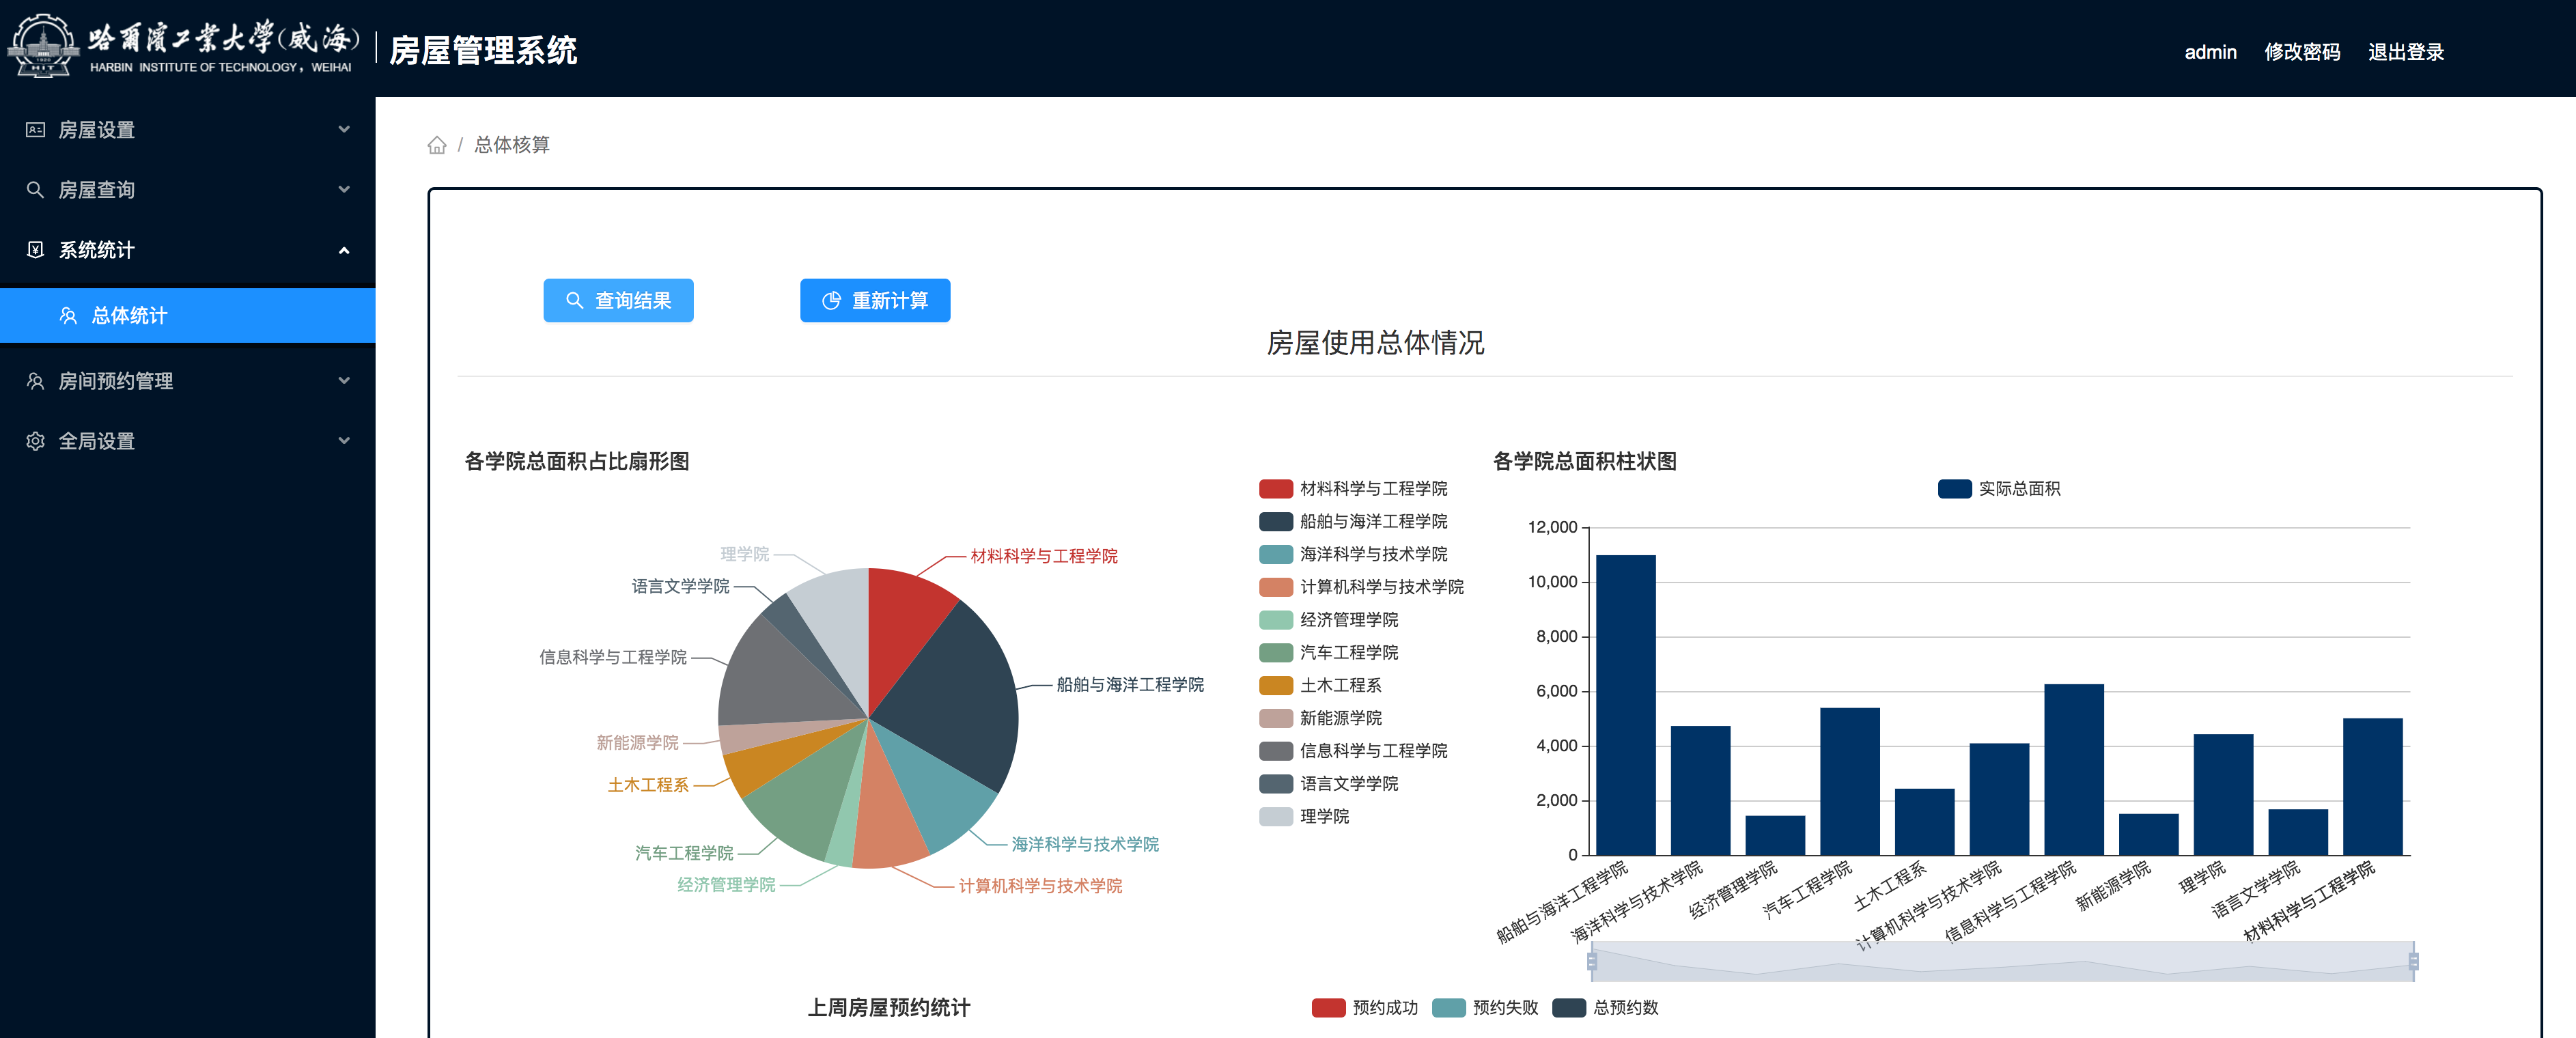 哈爾濱工業大學(威海)
HARBIN INSTITUTE OF TECHNOLOGY, WEIHAI
HIT
房屋管理系统
admin 修改密码 退出登录
房屋设置
房屋查询
系统统计
总体统计
房间预约管理
全局设置
/ 总体核算
查询结果 重新计算
房屋使用总体情况
各学院总面积占比扇形图
理学院
材料科学与工程学院
语言文学学院
信息科学与工程学院
船舶与海洋工程学院
新能源学院
土木工程系
汽车工程学院
海洋科学与技术学院
经济管理学院
计算机科学与技术学院
材料科学与工程学院
船舶与海洋工程学院
海洋科学与技术学院
计算机科学与技术学院
经济管理学院
汽车工程学院
土木工程系
新能源学院
信息科学与工程学院
语言文学学院
理学院
各学院总面积柱状图
实际总面积
12,000
10,000
8,000
6,000
4,000
2,000
0
船舶与海洋工程学院
海洋科学与技术学院
经济管理学院
汽车工程学院
土木工程系
计算机科学与技术学院
信息科学与工程学院
新能源学院
理学院
语言文学学院
材料科学与工程学院
上周房屋预约统计
预约成功 预约失败 总预约数